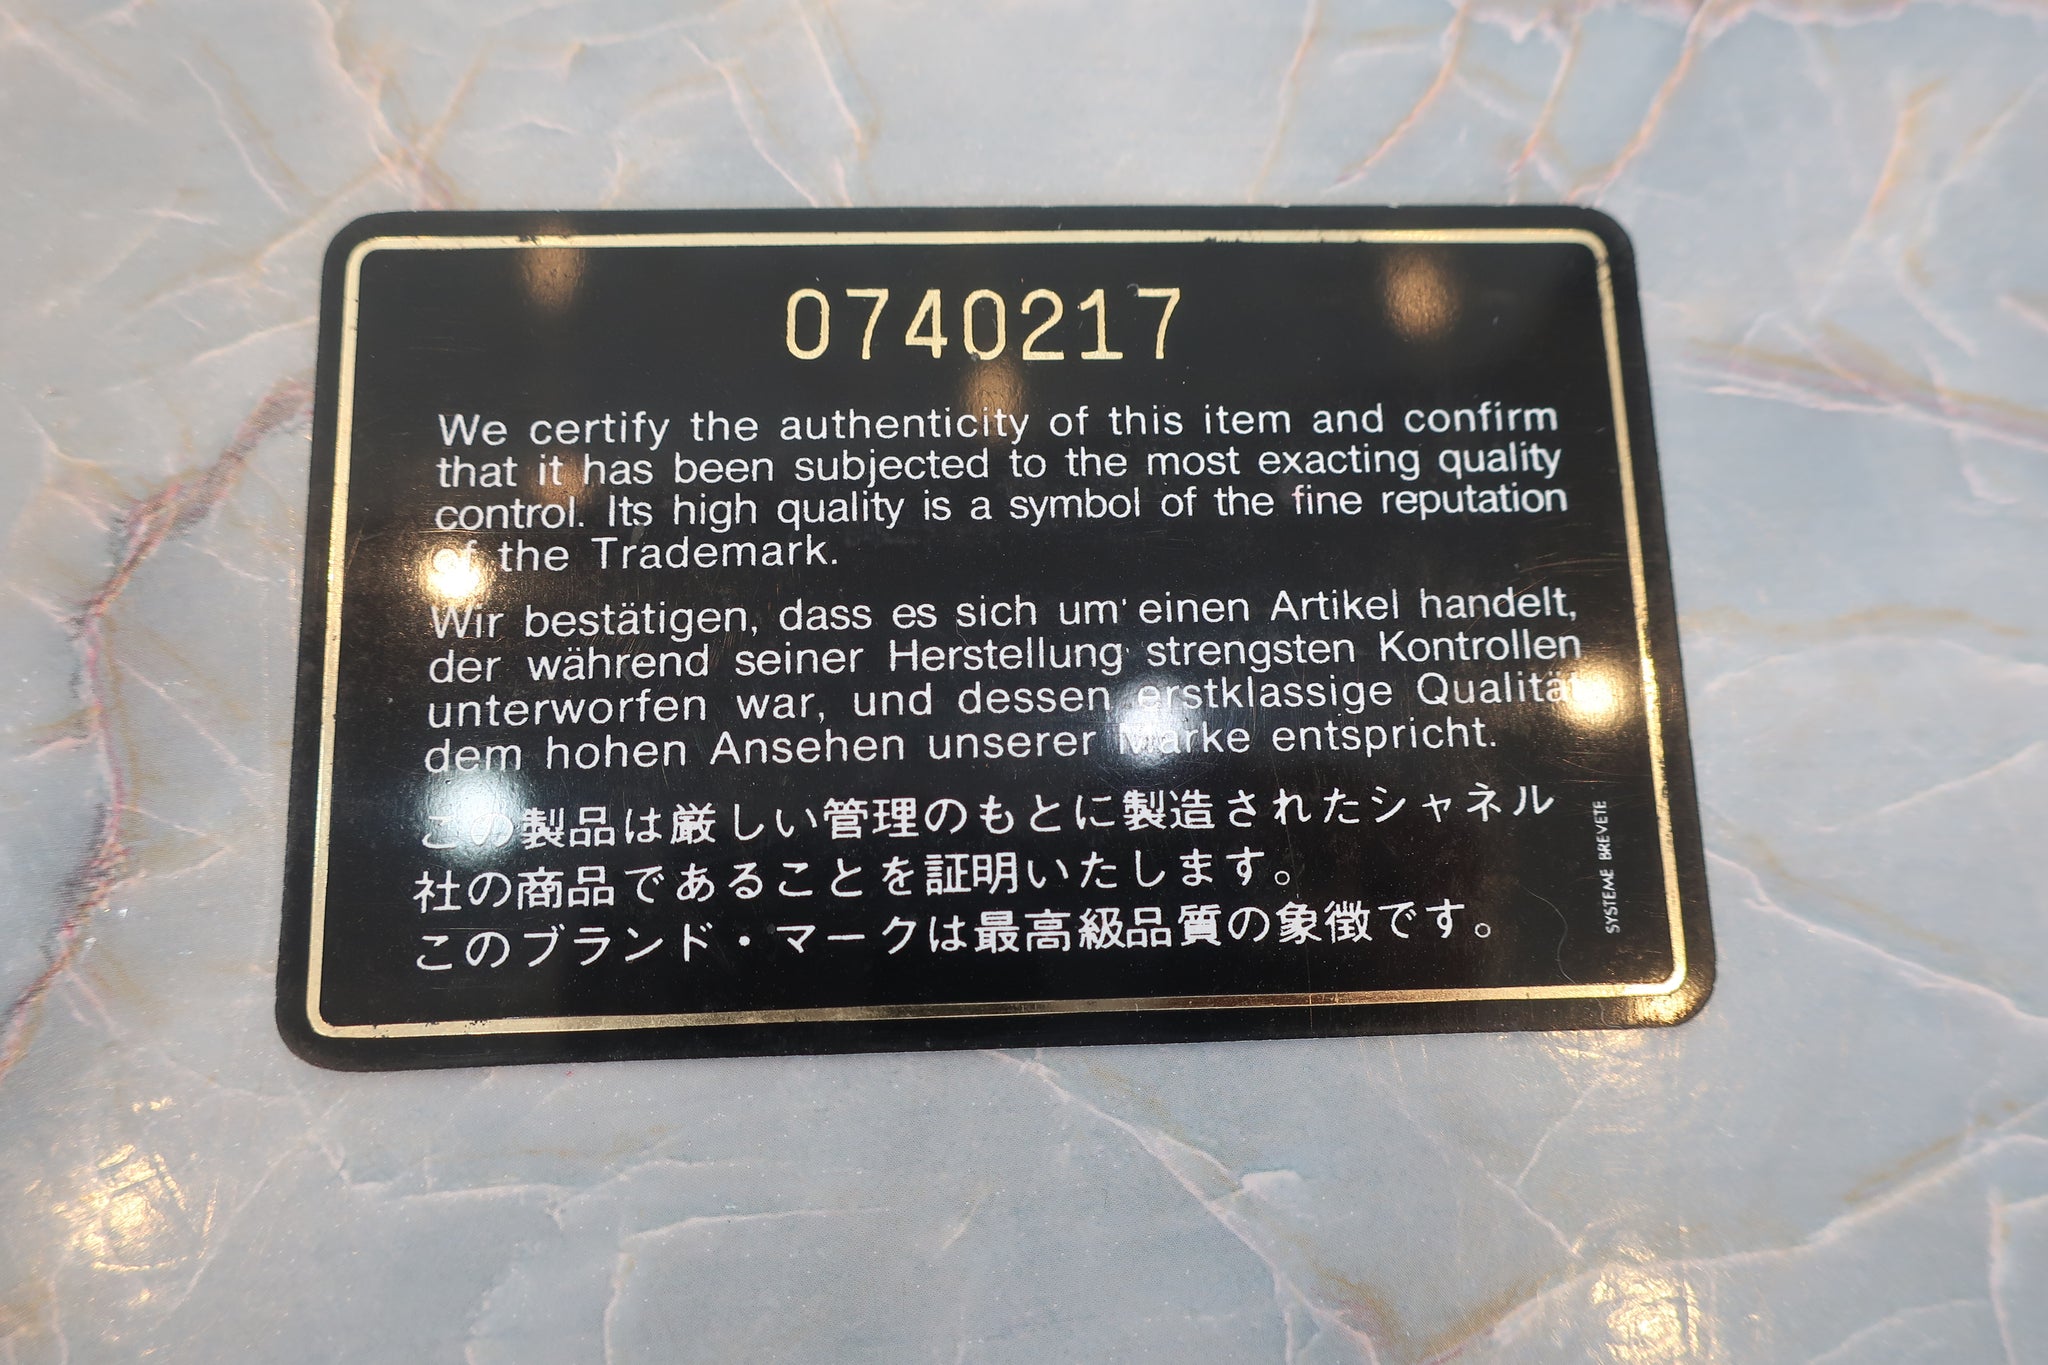 0740217
We certify the authenticity of this item and confirm
that it has been subjected to the most exacting quality
control. Its high quality is a symbol of the fine reputation
of the Trademark.
Wir bestätigen, dass es sich um einen Artikel handelt,
der während seiner Herstellung strengsten Kontrollen
unterworfen war, und dessen erstklassige Qualität
dem hohen Ansehen unserer Marke entspricht.
この製品は厳しい管理のもとに製造されたシャネル
社の商品であることを証明いたします。
このブランド・マークは最高級品質の象徴です。
SYSTEME BREVETE